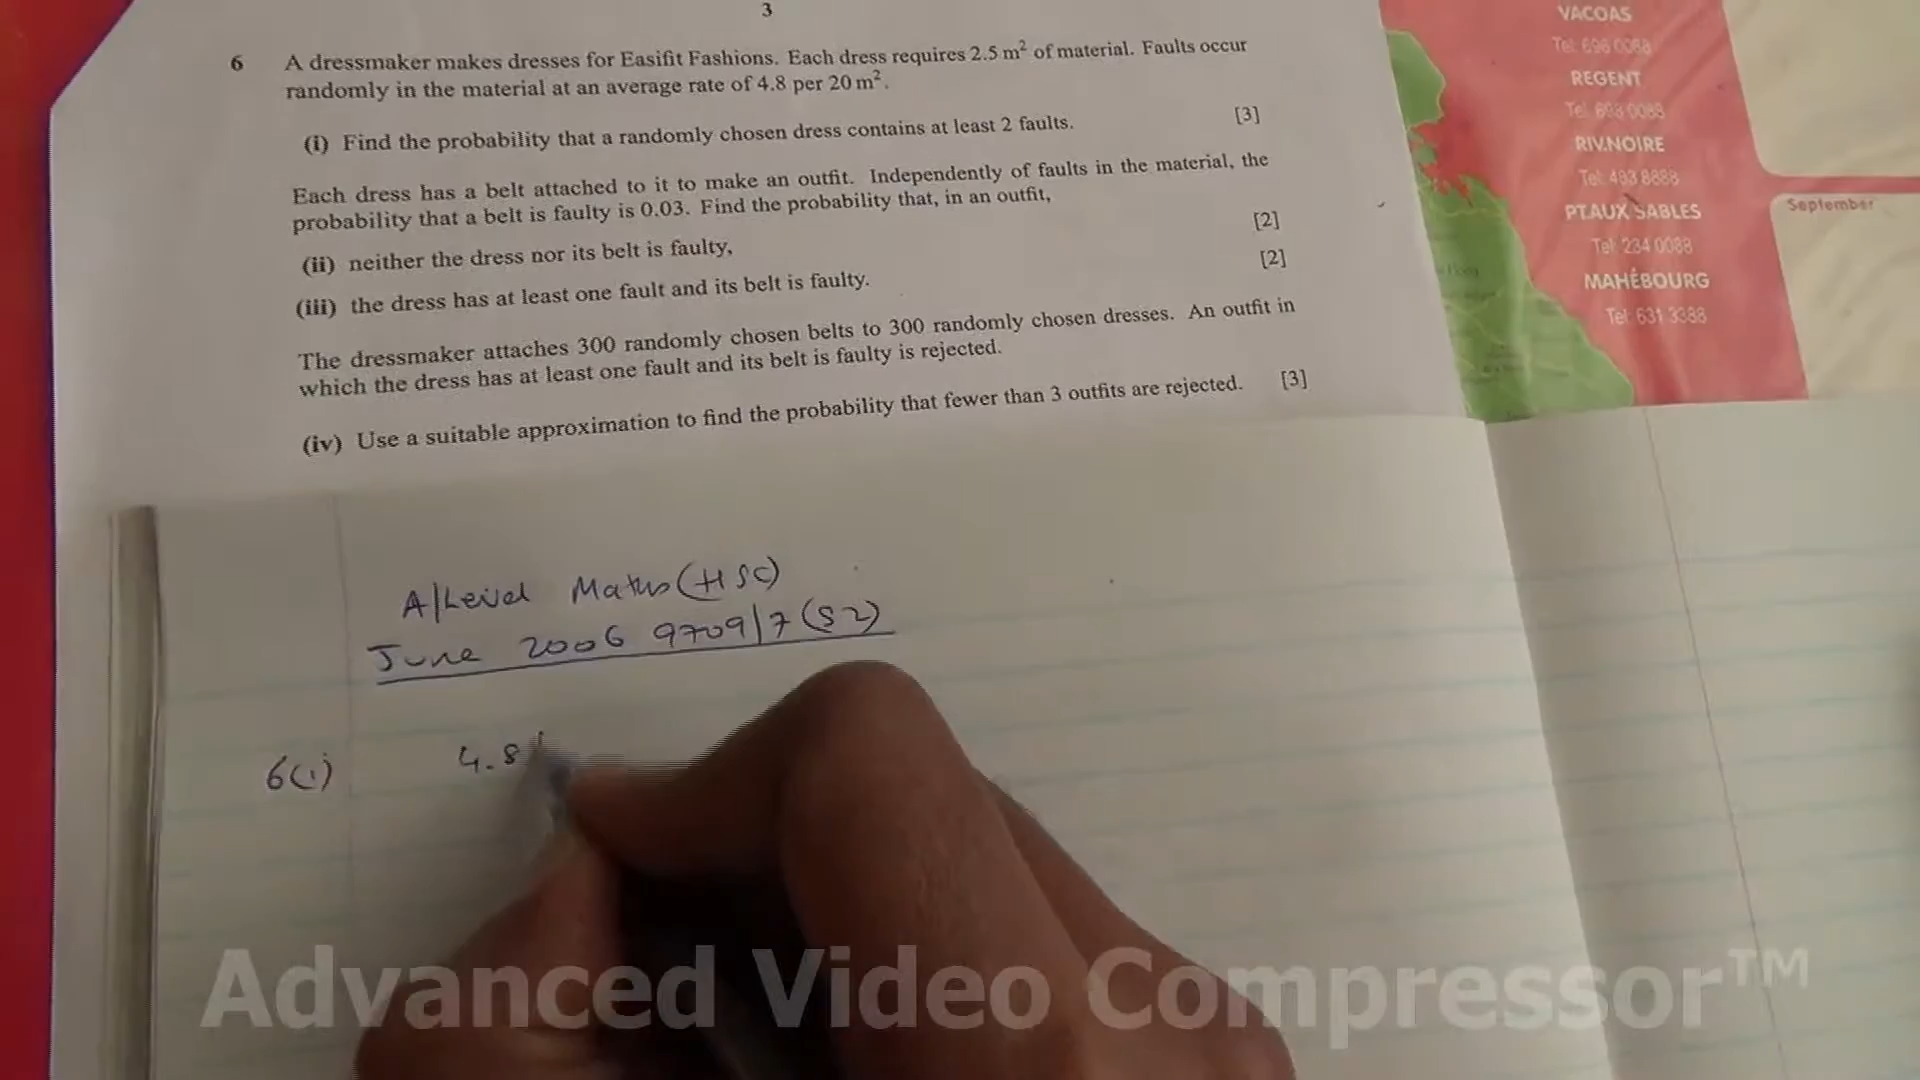 3
6 A dressmaker makes dresses for Easifit Fashions. Each dress requires 2.5 m² of material. Faults occur
randomly in the material at an average rate of 4.8 per 20 m².
(i) Find the probability that a randomly chosen dress contains at least 2 faults. [3]
Each dress has a belt attached to it to make an outfit. Independently of faults in the material, the
probability that a belt is faulty is 0.03. Find the probability that, in an outfit,
(ii) neither the dress nor its belt is faulty, [2]
(iii) the dress has at least one fault and its belt is faulty. [2]
The dressmaker attaches 300 randomly chosen belts to 300 randomly chosen dresses. An outfit in
which the dress has at least one fault and its belt is faulty is rejected.
(iv) Use a suitable approximation to find the probability that fewer than 3 outfits are rejected. [3]
VACOAS
Tel: 696 0088
REGENT
Tel: 698 0088
RIV.NOIRE
Tel: 483 8888
PT.AUX SABLES
Tel: 234 0088
MAHÉBOURG
Tel: 631 3388
September
A/Level Maths (HSC)
June 2006 9709/7 (S2)
6(i) 4.8
Advanced Video Compressor™